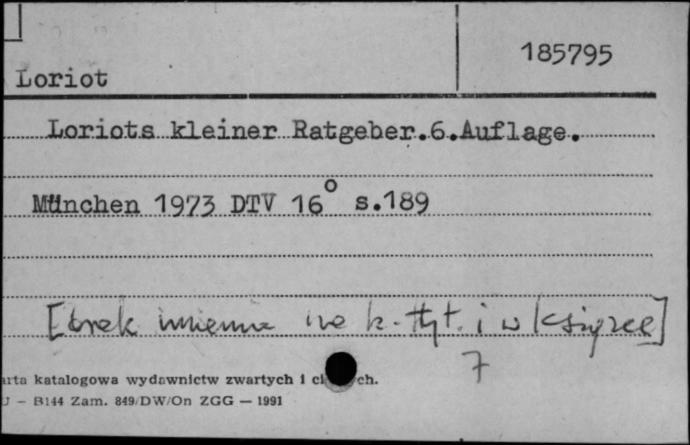 185795
Loriot
Loriots kleiner Ratgeber.6.Auflage.
München 1973 DTV 16° s.189
[brak imienia na k. tyt. i w książce]
7
arta katalogowa wydawnictw zwartych i ch.
J – B144 Zam. 849/DW/On ZGG — 1991